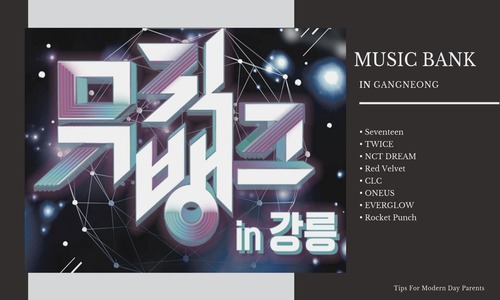 뮤직
뱅크
in 강릉
MUSIC BANK
IN GANGNEONG
• Seventeen
• TWICE
• NCT DREAM
• Red Velvet
• CLC
• ONEUS
• EVERGLOW
• Rocket Punch
Tips For Modern Day Parents